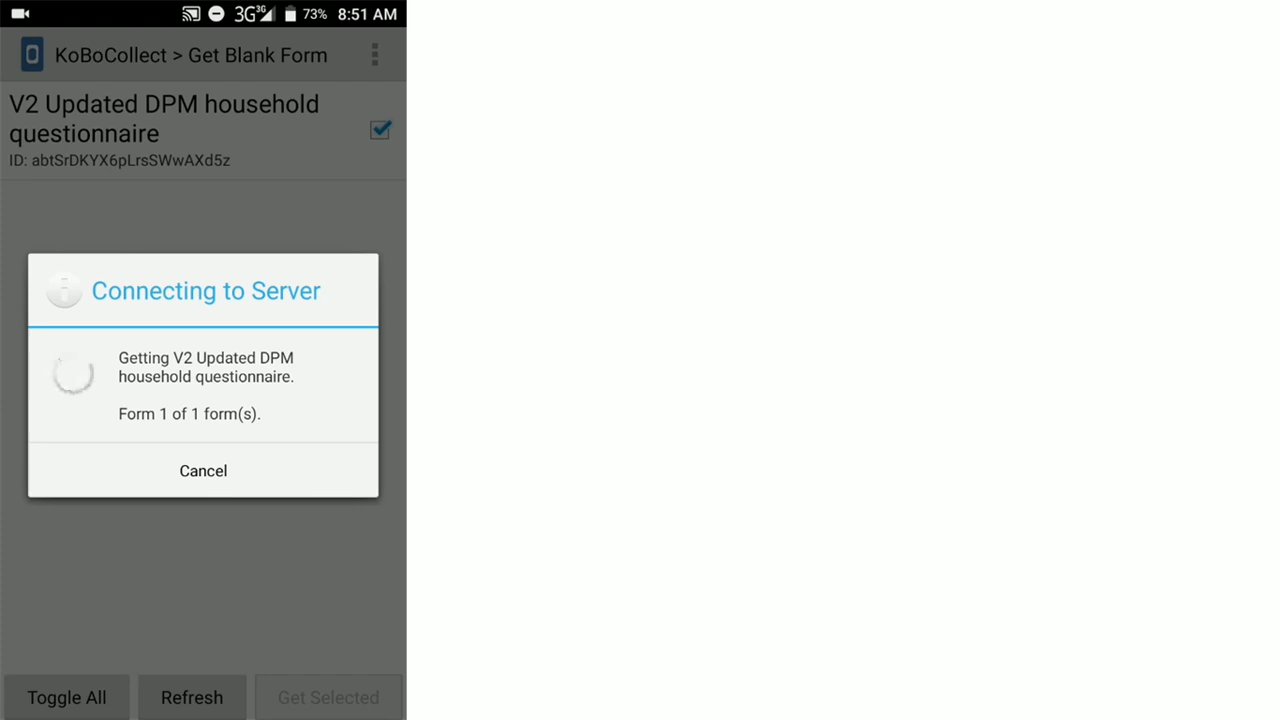 3G 3G 73% 8:51 AM
KoBoCollect > Get Blank Form
V2 Updated DPM household
questionnaire
ID: abtSrDKYX6pLrsSWwAXd5z
Connecting to Server
Getting V2 Updated DPM
household questionnaire.
Form 1 of 1 form(s).
Cancel
Toggle All Refresh Get Selected